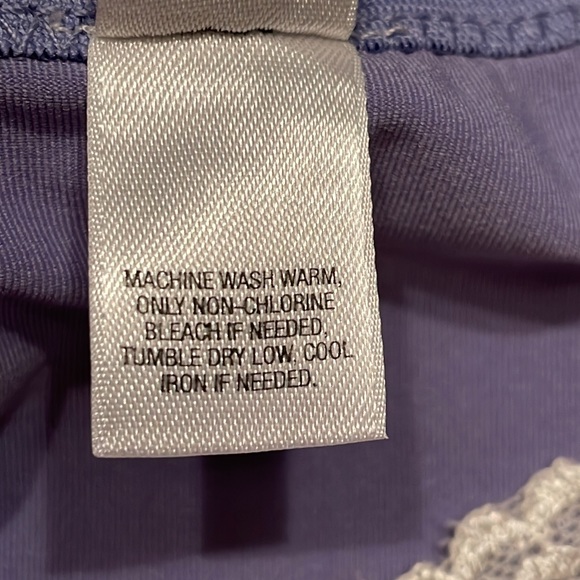 MACHINE WASH WARM,
ONLY NON-CHLORINE
BLEACH IF NEEDED,
TUMBLE DRY LOW, COOL
IRON IF NEEDED.